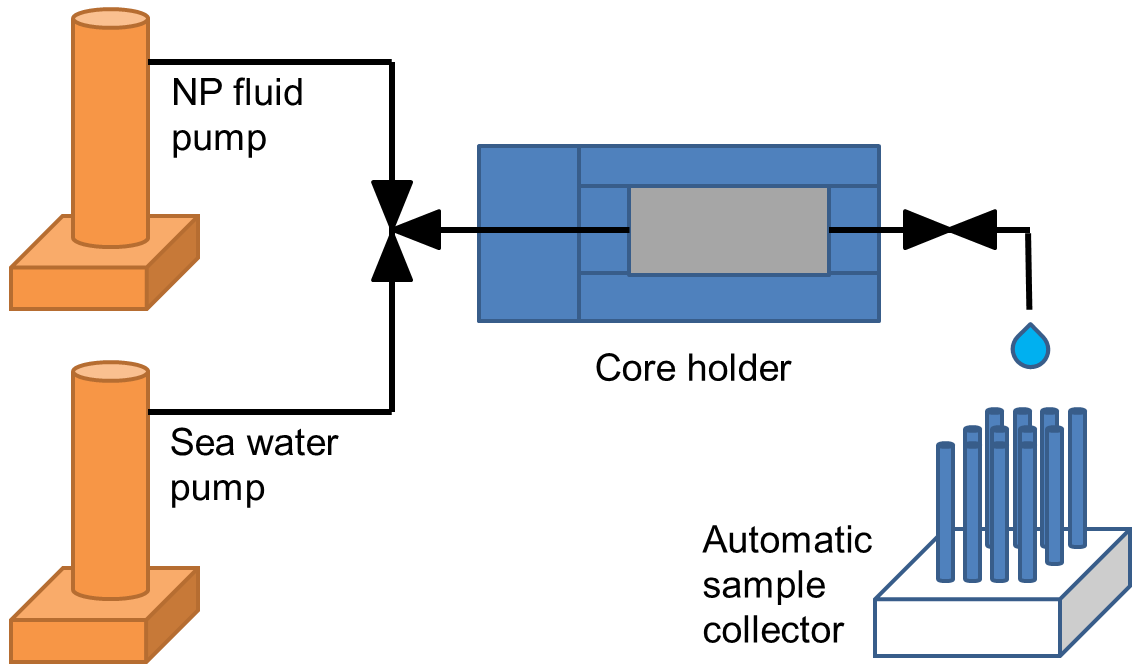 NP fluid
pump
Core holder
Sea water
pump
Automatic
sample
collector